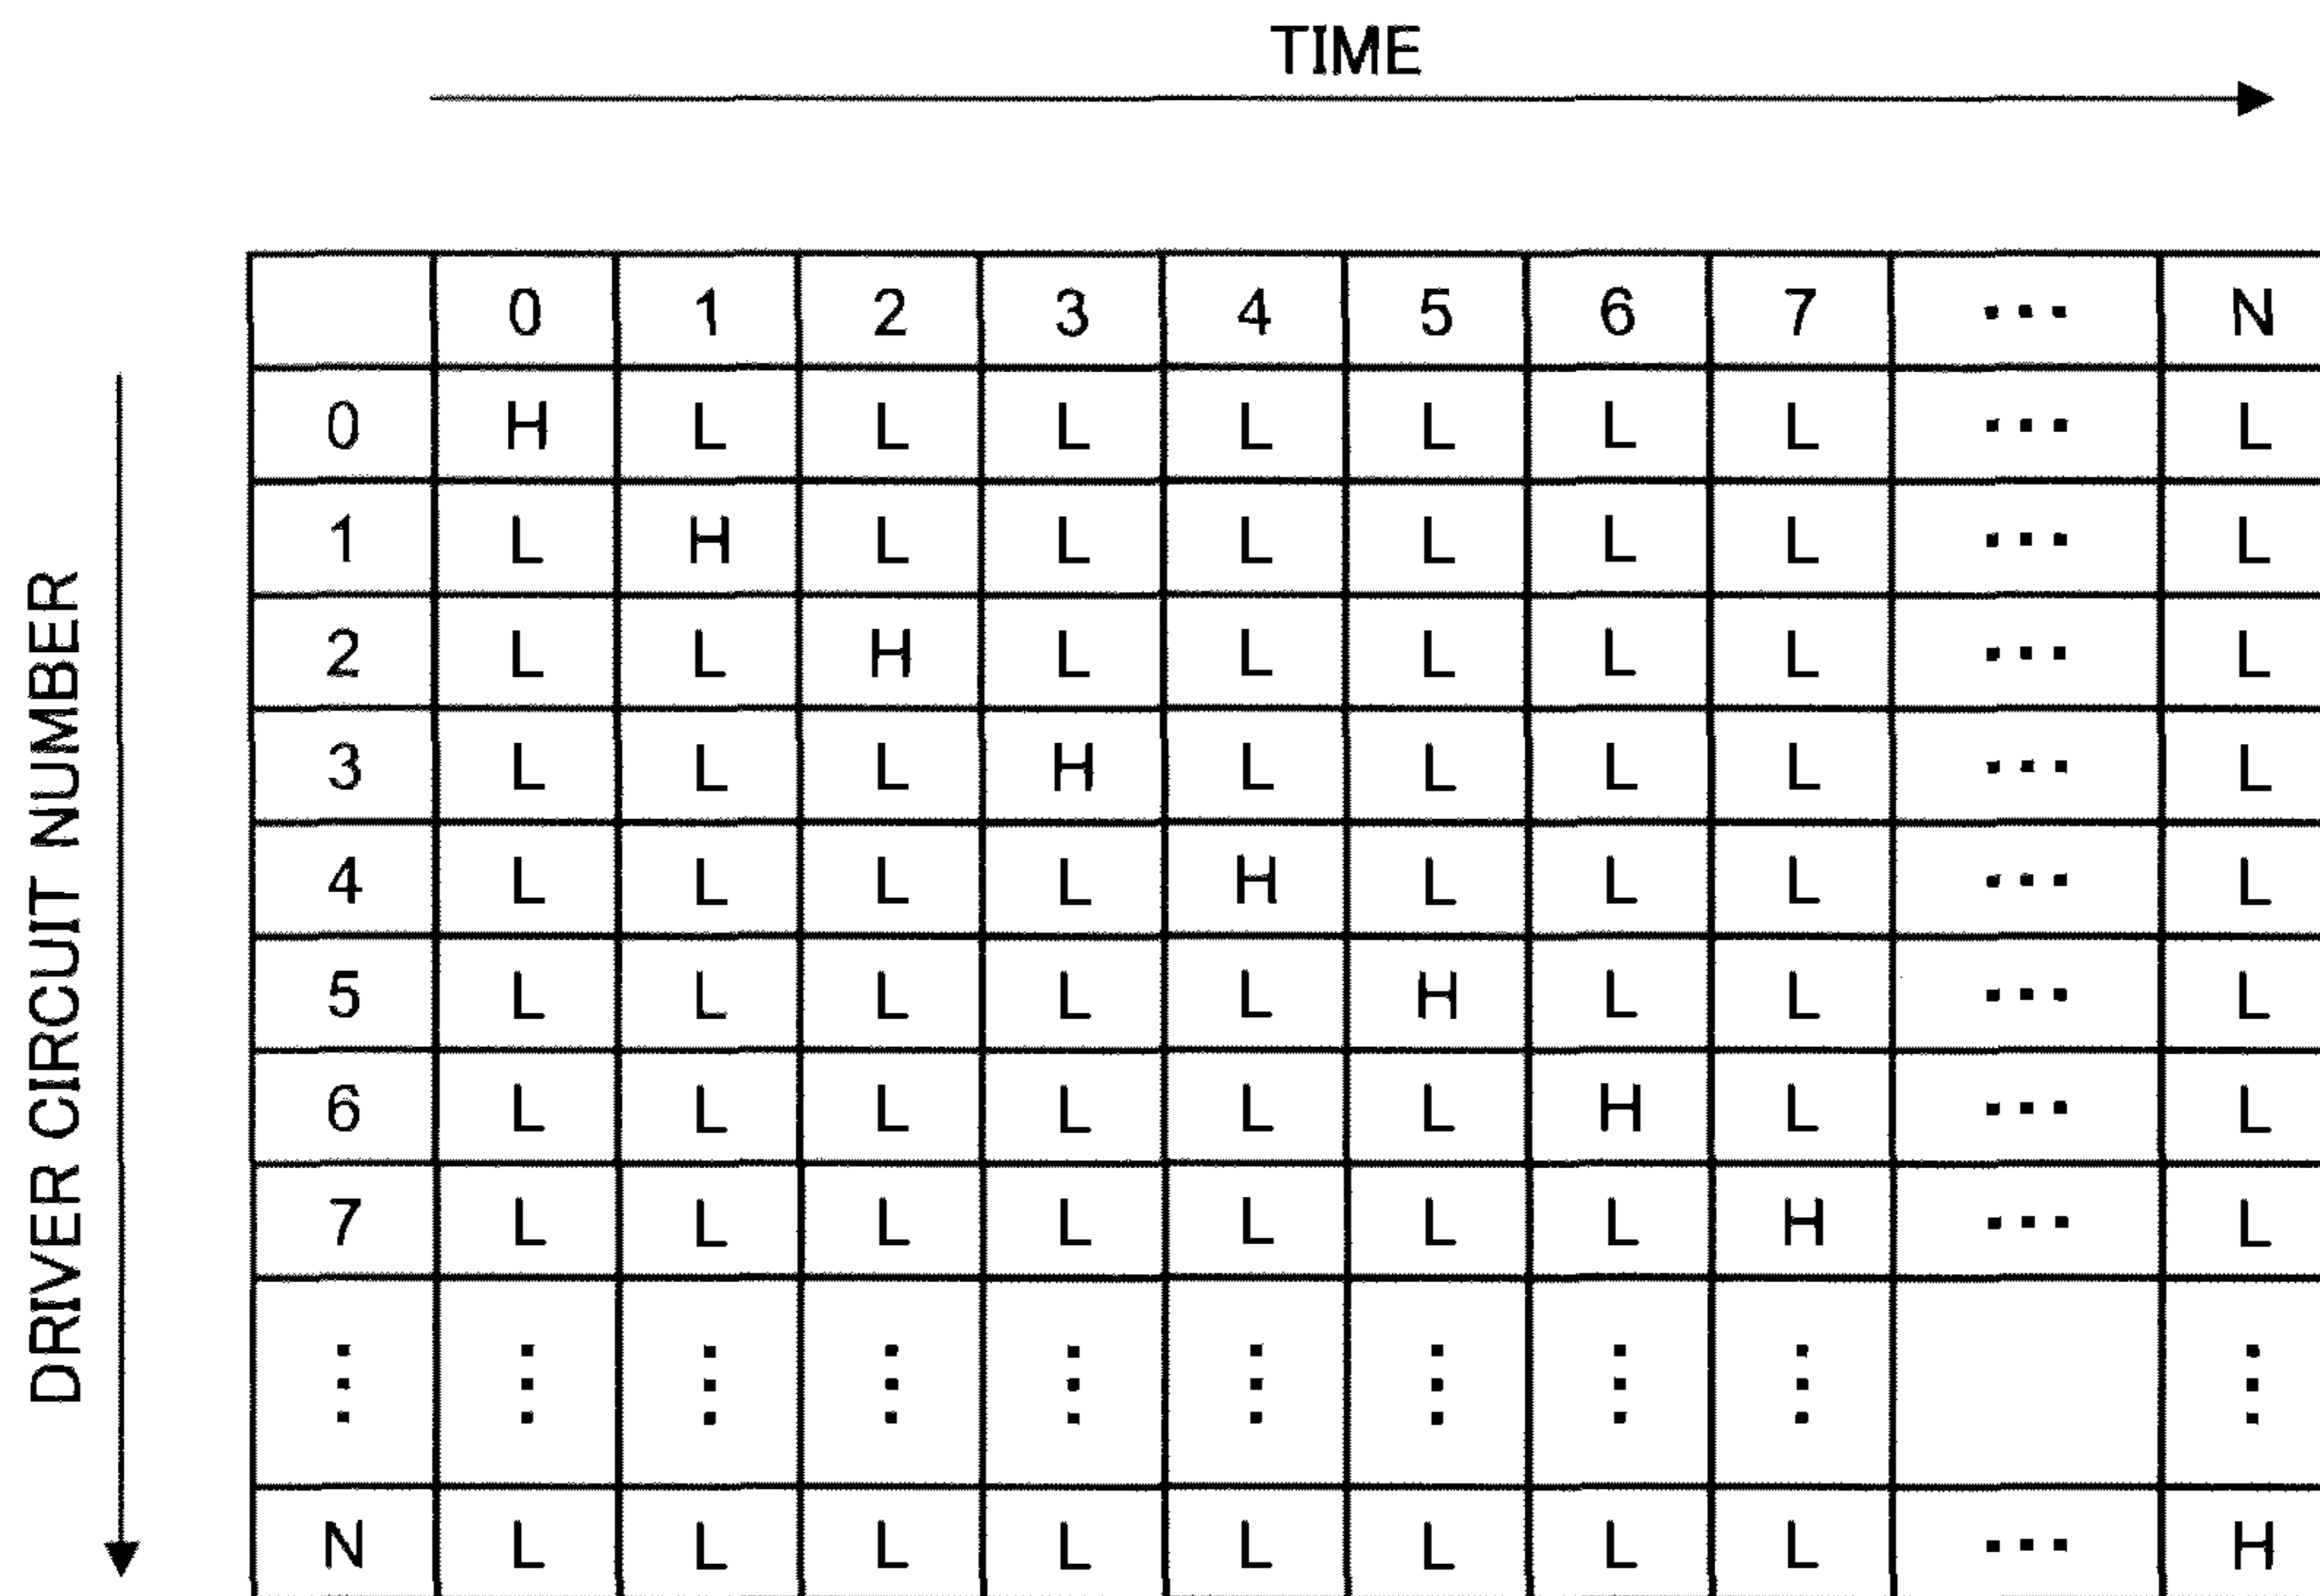 TIME
DRIVER CIRCUIT NUMBER
0 1 2 3 4 5 6 7 ... N
0 H L L L L L L L ... L
1 L H L L L L L L ... L
2 L L H L L L L L ... L
3 L L L H L L L L ... L
4 L L L L H L L L ... L
5 L L L L L H L L ... L
6 L L L L L L H L ... L
7 L L L L L L L H ... L
⋮ ⋮ ⋮ ⋮ ⋮ ⋮ ⋮ ⋮ ⋮ ⋮
N L L L L L L L L ... H